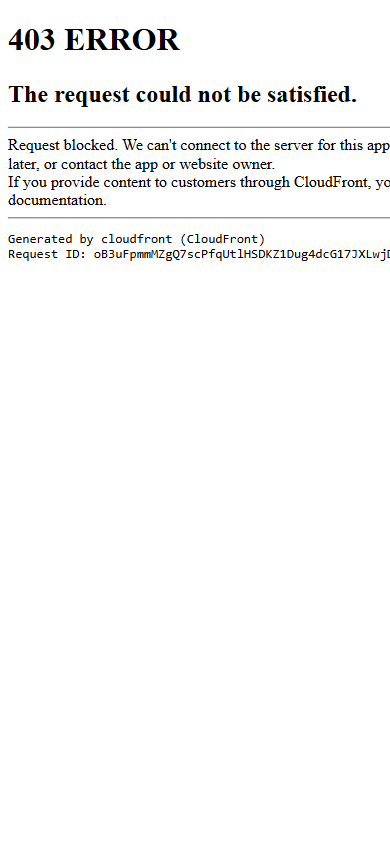 403 ERROR
The request could not be satisfied.
Request blocked. We can't connect to the server for this app
later, or contact the app or website owner.
If you provide content to customers through CloudFront, yo
documentation.
Generated by cloudfront (CloudFront)
Request ID: oB3uFpmmMZgQ7scPfqUtlHSDKZ1Dug4dcG17JXLwj